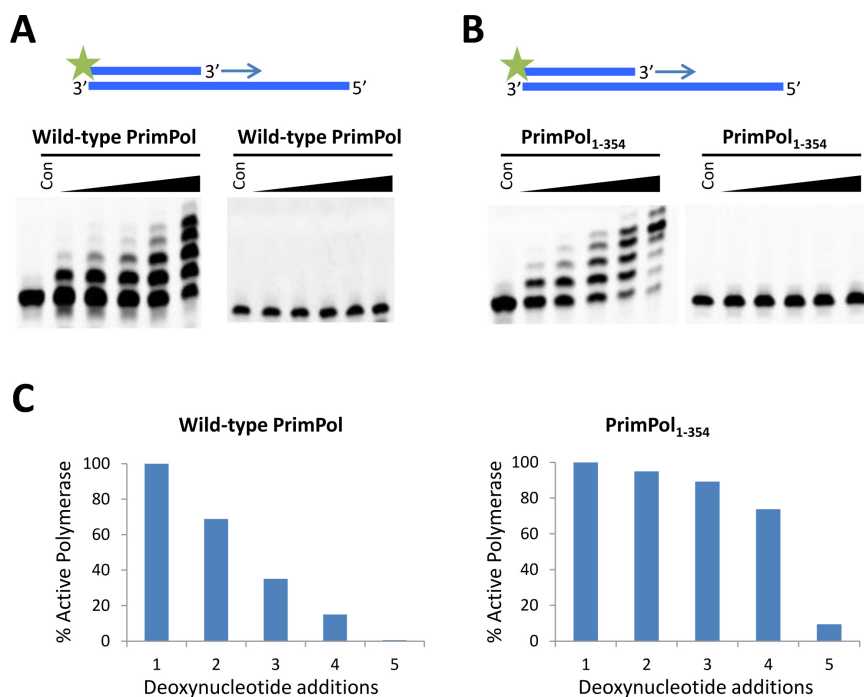 A
B
3’
3’
5’
3’
3’
5’
Wild-type PrimPol
Wild-type PrimPol
PrimPol1-354
PrimPol1-354
Con
Con
Con
Con
C
Wild-type PrimPol
% Active Polymerase
100
80
60
40
20
0
1 2 3 4 5
Deoxynucleotide additions
PrimPol1-354
% Active Polymerase
100
80
60
40
20
0
1 2 3 4 5
Deoxynucleotide additions